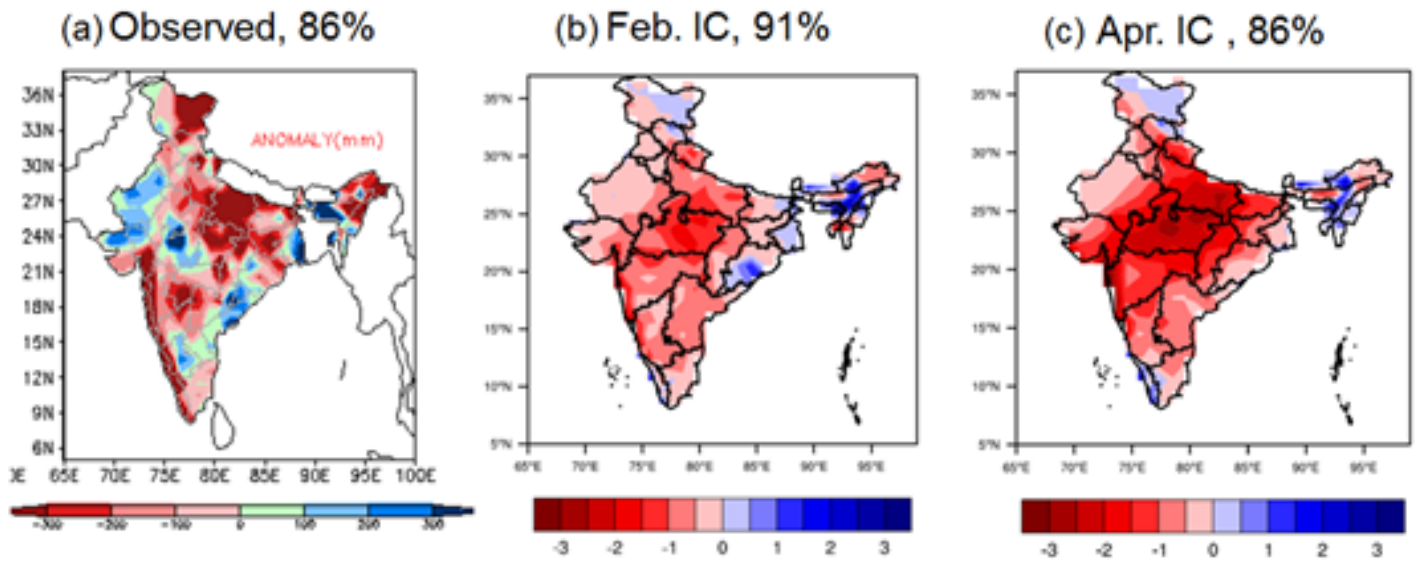 (a) Observed, 86%
(b) Feb. IC, 91%
(c) Apr. IC , 86%
ANOMALY(mm)
36N
33N
30N
27N
24N
21N
18N
15N
12N
9N
6N
65E 70E 75E 80E 85E 90E 95E 100E
-300 -200 -100 0 100 200 300
35°N
30°N
25°N
20°N
15°N
10°N
5°N
65°E 70°E 75°E 80°E 85°E 90°E 95°E
-3 -2 -1 0 1 2 3
35°N
30°N
25°N
20°N
15°N
10°N
5°N
65°E 70°E 75°E 80°E 85°E 90°E 95°E
-3 -2 -1 0 1 2 3